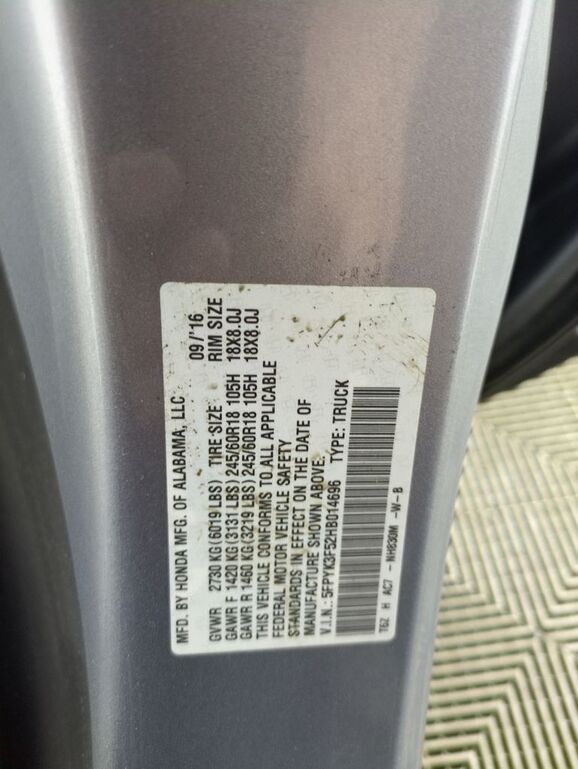 MFD. BY HONDA MFG. OF ALABAMA, LLC 09/'16
GVWR 2730 KG (6019 LBS) TIRE SIZE RIM SIZE
GAWR F 1420 KG (3131 LBS) 245/60R18 105H 18X8.0J
GAWR R 1460 KG (3219 LBS) 245/60R18 105H 18X8.0J
THIS VEHICLE CONFORMS TO ALL APPLICABLE
FEDERAL MOTOR VEHICLE SAFETY
STANDARDS IN EFFECT ON THE DATE OF
MANUFACTURE SHOWN ABOVE.
V.I.N.: 5FPYK3F52HB014696 TYPE: TRUCK
T6Z H AC7 - NH830M -W-B